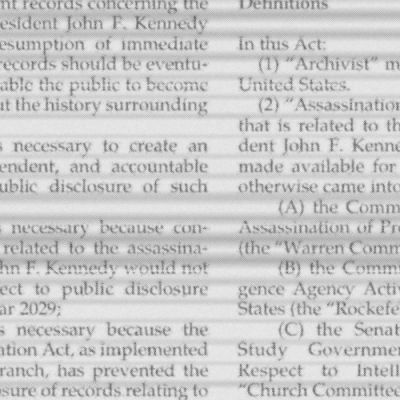 nt records concerning the
esident John F. Kennedy
esumption of immediate
records should be eventu-
able the public to become
ut the history surrounding
s necessary to create an
endent, and accountable
ublic disclosure of such
s necessary because con-
related to the assassina-
hn F. Kennedy would not
ect to public disclosure
ar 2029;
s necessary because the
ation Act, as implemented
ranch, has prevented the
osure of records relating to
Definitions
In this Act:
(1) "Archivist" m
United States.
(2) "Assassination
that is related to th
dent John F. Kenne
made available for
otherwise came into
(A) the Comm
Assassination of Pre
(the "Warren Comm
(B) the Commi
gence Agency Activ
States (the "Rockefe
(C) the Senat
Study Governmen
Respect to Intell
"Church Committee